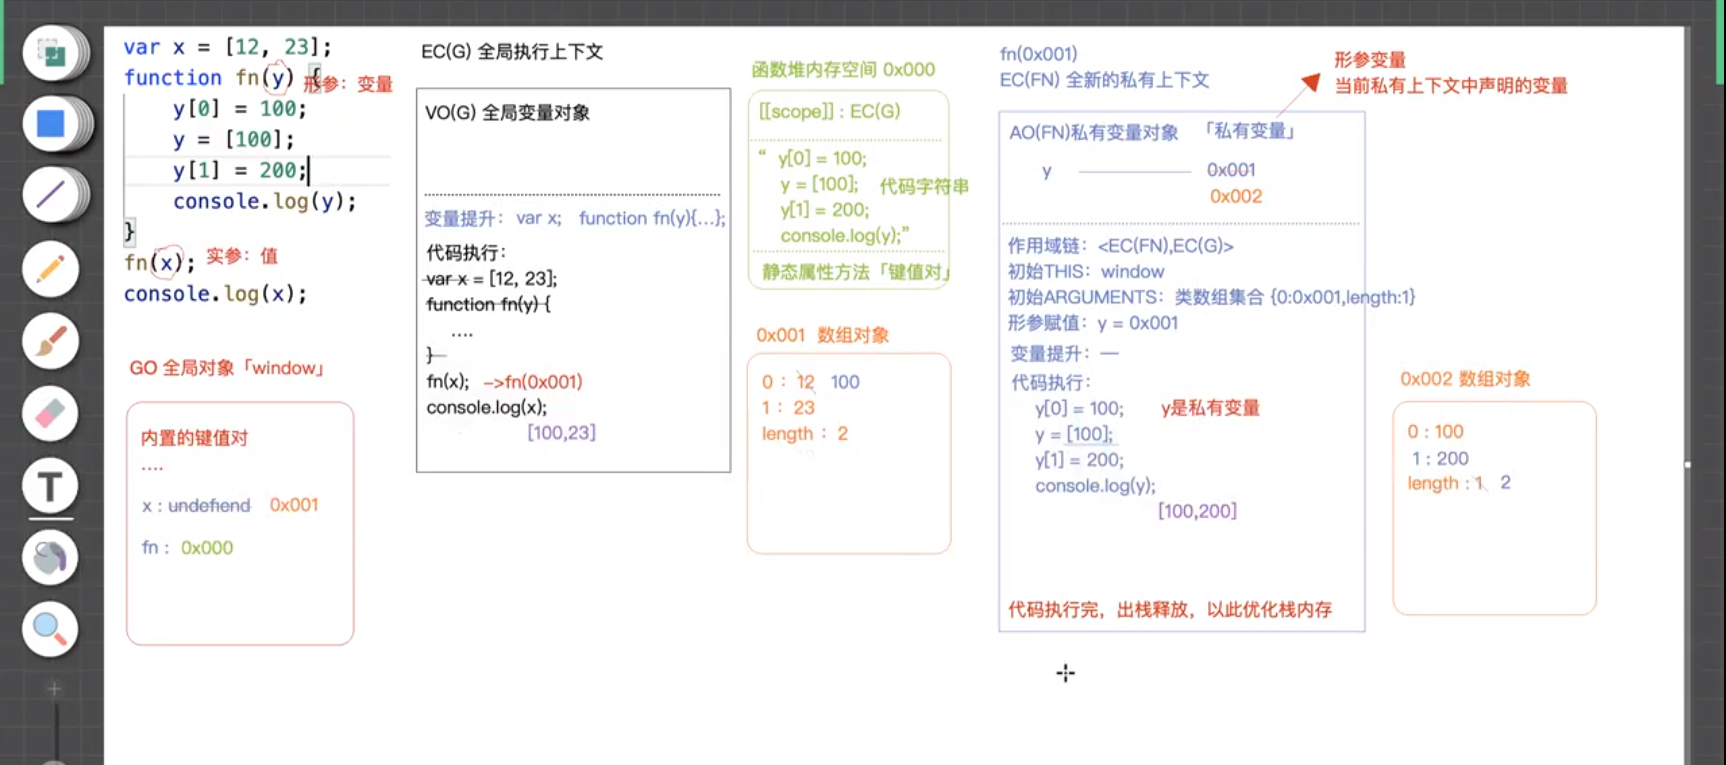 var x = [12, 23];
function fn(y) {
形参：变量
y[0] = 100;
y = [100];
y[1] = 200;
console.log(y);
}
fn(x);
实参：值
console.log(x);
GO 全局对象「window」
内置的键值对
....
x : undefiend 0x001
fn : 0x000
EC(G) 全局执行上下文
VO(G) 全局变量对象
变量提升： var x; function fn(y){...};
代码执行：
var x = [12, 23];
function fn(y) {
....
}
fn(x); ->fn(0x001)
console.log(x);
[100,23]
函数堆内存空间 0x000
[[scope]] : EC(G)
“ y[0] = 100;
y = [100]; 代码字符串
y[1] = 200;
console.log(y);”
静态属性方法「键值对」
0x001 数组对象
0 : 12 100
1 : 23
length : 2
fn(0x001)
EC(FN) 全新的私有上下文
形参变量
当前私有上下文中声明的变量
AO(FN)私有变量对象 「私有变量」
y 0x001
0x002
作用域链：<EC(FN),EC(G)>
初始THIS：window
初始ARGUMENTS：类数组集合 {0:0x001,length:1}
形参赋值：y = 0x001
变量提升：—
代码执行：
y[0] = 100; y是私有变量
y = [100];
y[1] = 200;
console.log(y);
[100,200]
代码执行完，出栈释放，以此优化栈内存
0x002 数组对象
0 : 100
1 : 200
length : 1 2
T